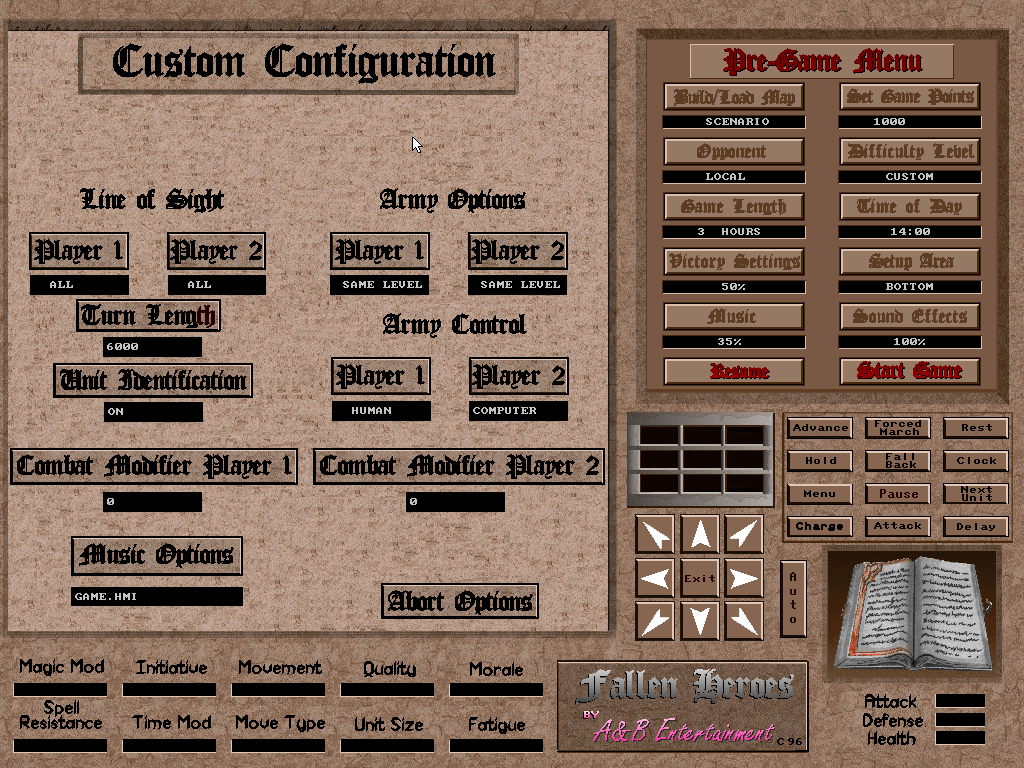 Custom Configuration
Line of Sight
Army Options
Player 1
Player 2
Player 1
Player 2
ALL
ALL
SAME LEVEL
SAME LEVEL
Turn Length
6000
Army Control
Unit Identification
ON
Player 1
Player 2
HUMAN
COMPUTER
Combat Modifier Player 1
Combat Modifier Player 2
0
0
Music Options
GAME.HMI
Abort Options
Pre-Game Menu
Build/Load Map
Set Game Points
SCENARIO
1000
Opponent
Difficulty Level
LOCAL
CUSTOM
Game Length
Time of Day
3 HOURS
14:00
Victory Settings
Setup Area
50%
BOTTOM
Music
Sound Effects
35%
100%
Resume
Start Game
Advance
Forced
March
Rest
Hold
Fall
Back
Clock
Menu
Pause
Next
Unit
Charge
Attack
Delay
Exit
Auto
Magic Mod
Initiative
Movement
Quality
Morale
Spell
Resistance
Time Mod
Move Type
Unit Size
Fatigue
Fallen Heroes
BY
A&B Entertainment
C 96
Attack
Defense
Health